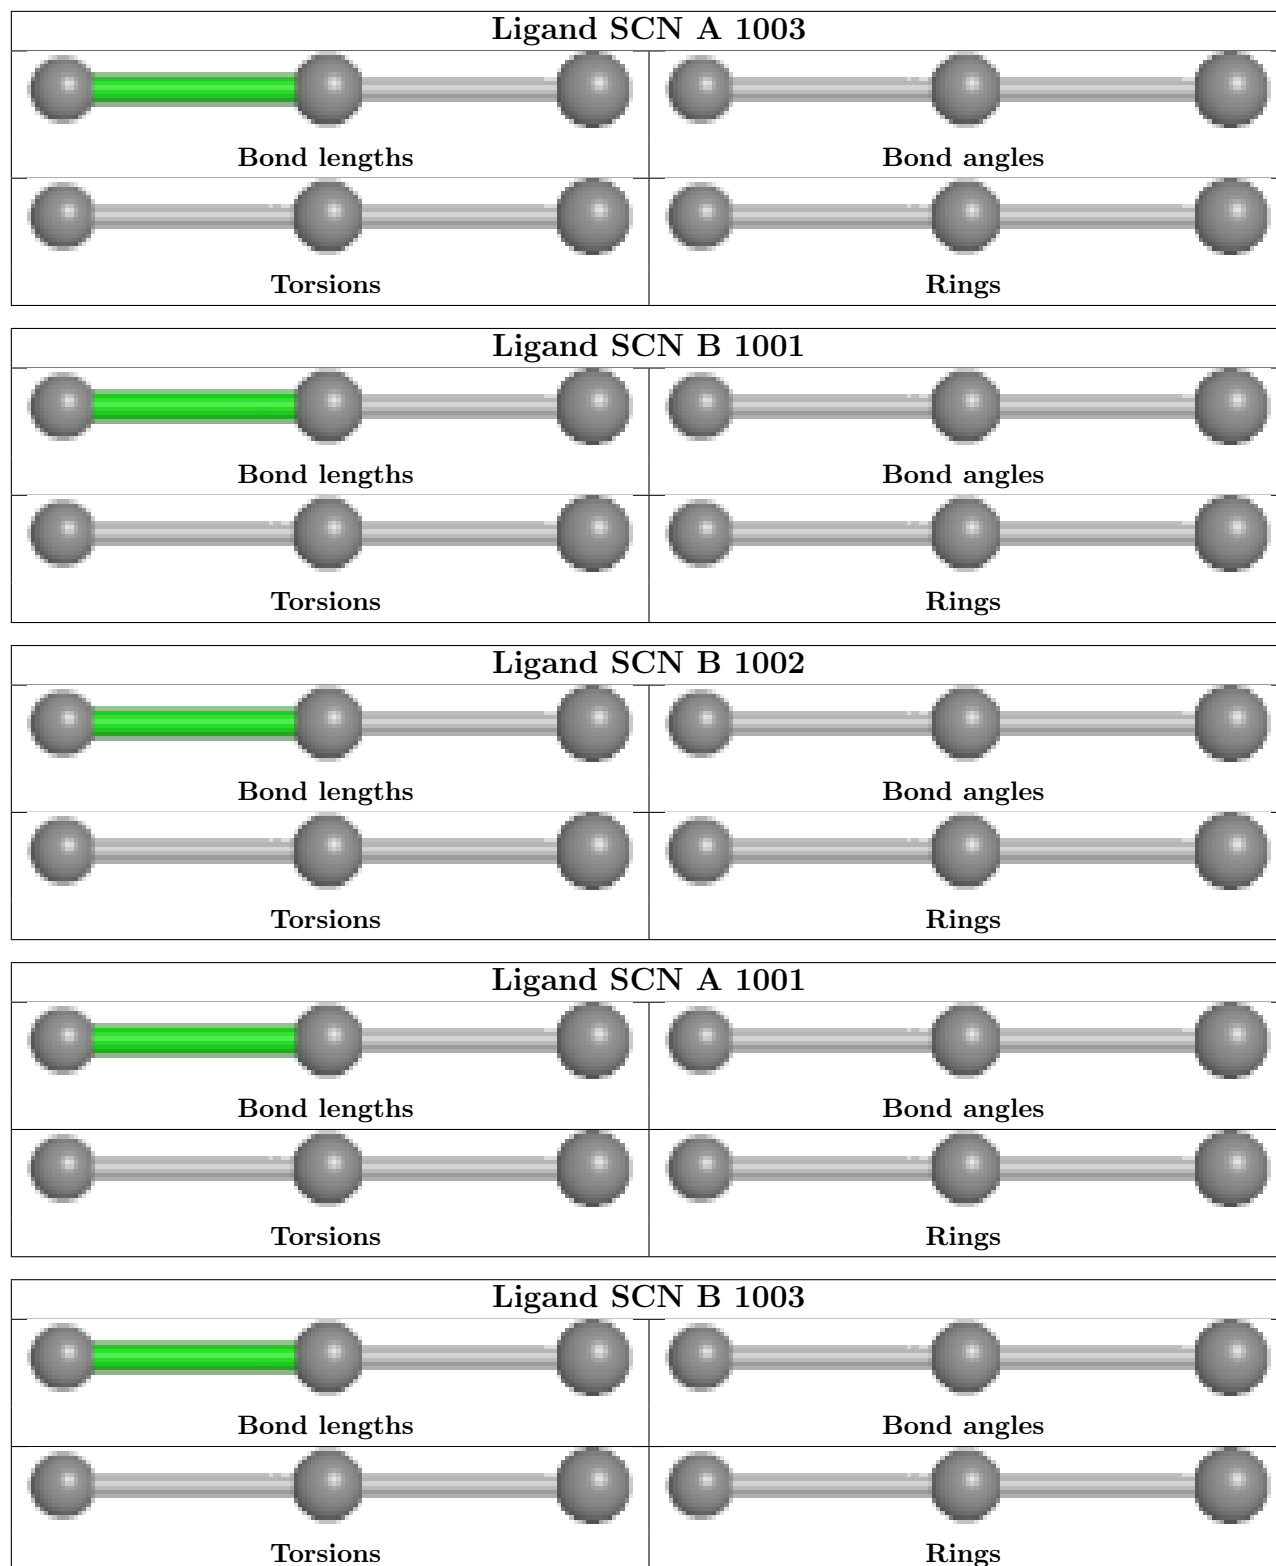 Ligand SCN A 1003
Bond lengths
Bond angles
Torsions
Rings
Ligand SCN B 1001
Bond lengths
Bond angles
Torsions
Rings
Ligand SCN B 1002
Bond lengths
Bond angles
Torsions
Rings
Ligand SCN A 1001
Bond lengths
Bond angles
Torsions
Rings
Ligand SCN B 1003
Bond lengths
Bond angles
Torsions
Rings